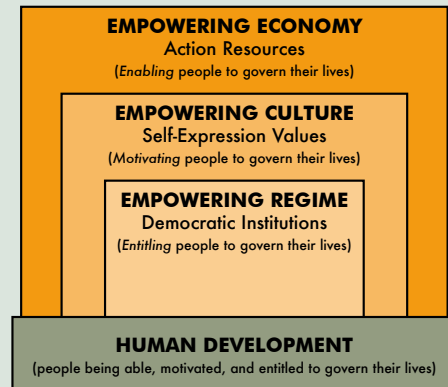 EMPOWERING ECONOMY
Action Resources
(Enabling people to govern their lives)
EMPOWERING CULTURE
Self-Expression Values
(Motivating people to govern their lives)
EMPOWERING REGIME
Democratic Institutions
(Entitling people to govern their lives)
HUMAN DEVELOPMENT
(people being able, motivated, and entitled to govern their lives)